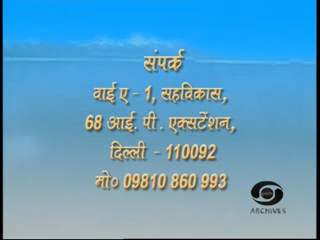 संपर्क
वाई ए - 1, सहविकास,
68 आई. पी. एक्सटेंशन,
दिल्ली - 110092
मो० 09810 860 993
ARCHIVES